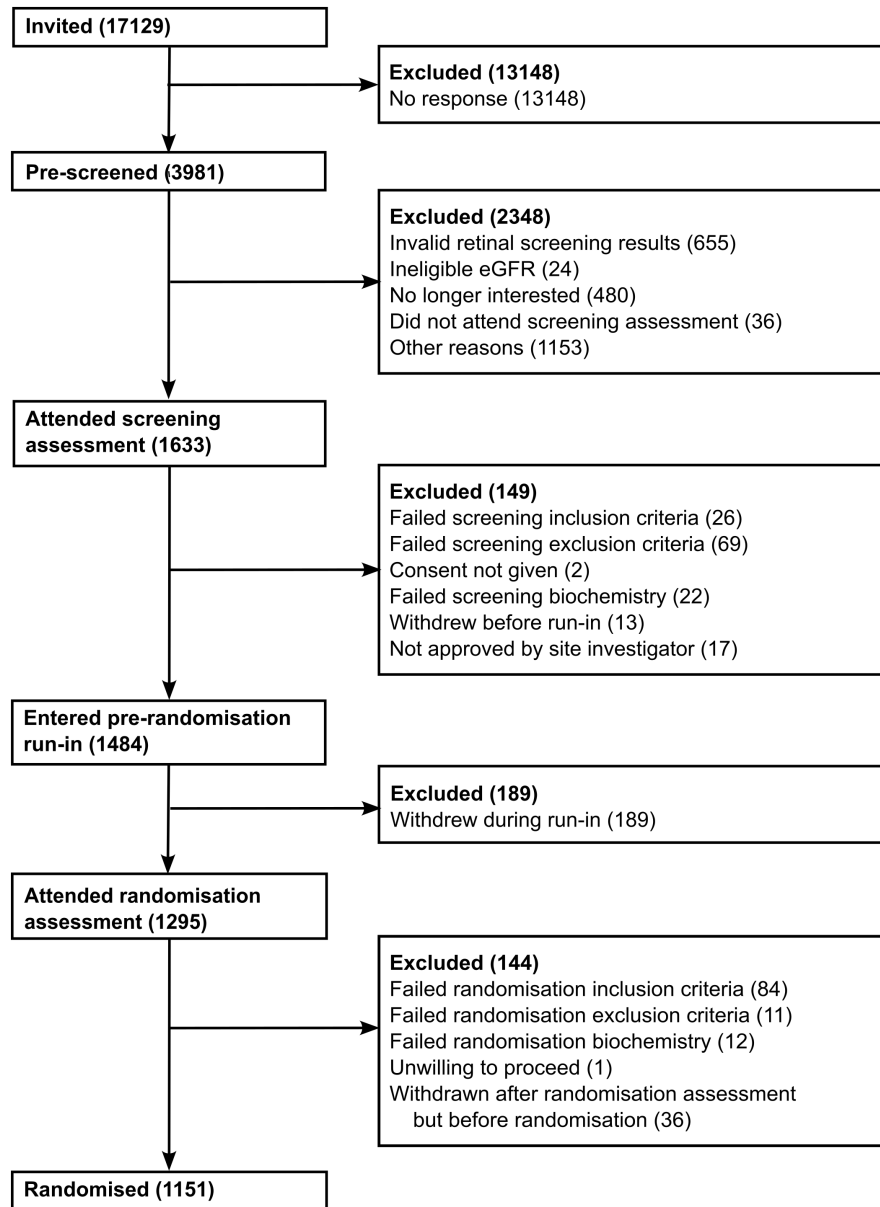 Invited (17129)
Excluded (13148)
No response (13148)
Pre-screened (3981)
Excluded (2348)
Invalid retinal screening results (655)
Ineligible eGFR (24)
No longer interested (480)
Did not attend screening assessment (36)
Other reasons (1153)
Attended screening
assessment (1633)
Excluded (149)
Failed screening inclusion criteria (26)
Failed screening exclusion criteria (69)
Consent not given (2)
Failed screening biochemistry (22)
Withdrew before run-in (13)
Not approved by site investigator (17)
Entered pre-randomisation
run-in (1484)
Excluded (189)
Withdrew during run-in (189)
Attended randomisation
assessment (1295)
Excluded (144)
Failed randomisation inclusion criteria (84)
Failed randomisation exclusion criteria (11)
Failed randomisation biochemistry (12)
Unwilling to proceed (1)
Withdrawn after randomisation assessment
but before randomisation (36)
Randomised (1151)